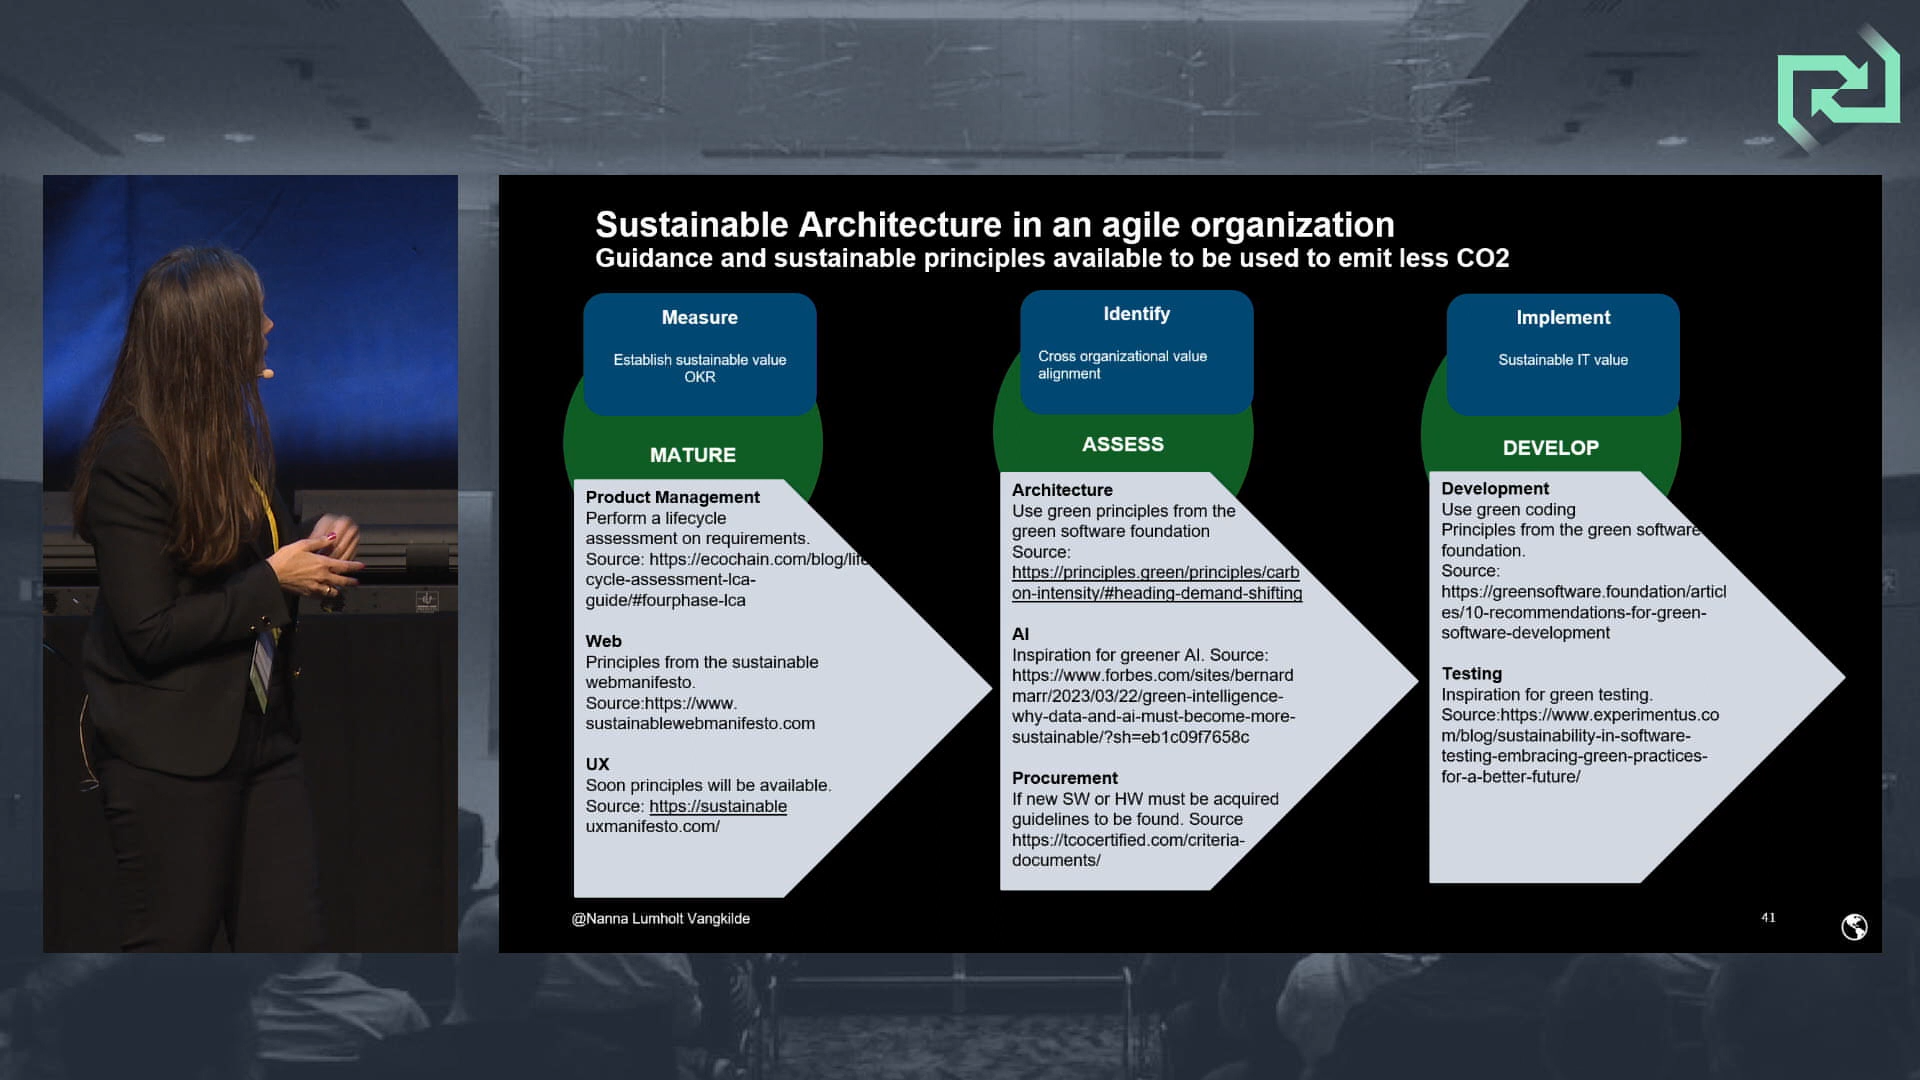 Sustainable Architecture in an agile organization
Guidance and sustainable principles available to be used to emit less CO2
Measure
Establish sustainable value
OKR
MATURE
Product Management
Perform a lifecycle
assessment on requirements.
Source: https://ecochain.com/blog/life
cycle-assessment-lca-
guide/#fourphase-lca
Web
Principles from the sustainable
webmanifesto.
Source:https://www.
sustainablewebmanifesto.com
UX
Soon principles will be available.
Source: https://sustainable
uxmanifesto.com/
Identify
Cross organizational value
alignment
ASSESS
Architecture
Use green principles from the
green software foundation
Source:
https://principles.green/principles/carb
on-intensity/#heading-demand-shifting
AI
Inspiration for greener AI. Source:
https://www.forbes.com/sites/bernard
marr/2023/03/22/green-intelligence-
why-data-and-ai-must-become-more-
sustainable/?sh=eb1c09f7658c
Procurement
If new SW or HW must be acquired
guidelines to be found. Source
https://tcocertified.com/criteria-
documents/
Implement
Sustainable IT value
DEVELOP
Development
Use green coding
Principles from the green software
foundation.
Source:
https://greensoftware.foundation/articl
es/10-recommendations-for-green-
software-development
Testing
Inspiration for green testing.
Source:https://www.experimentus.co
m/blog/sustainability-in-software-
testing-embracing-green-practices-
for-a-better-future/
@Nanna Lumholt Vangkilde
41